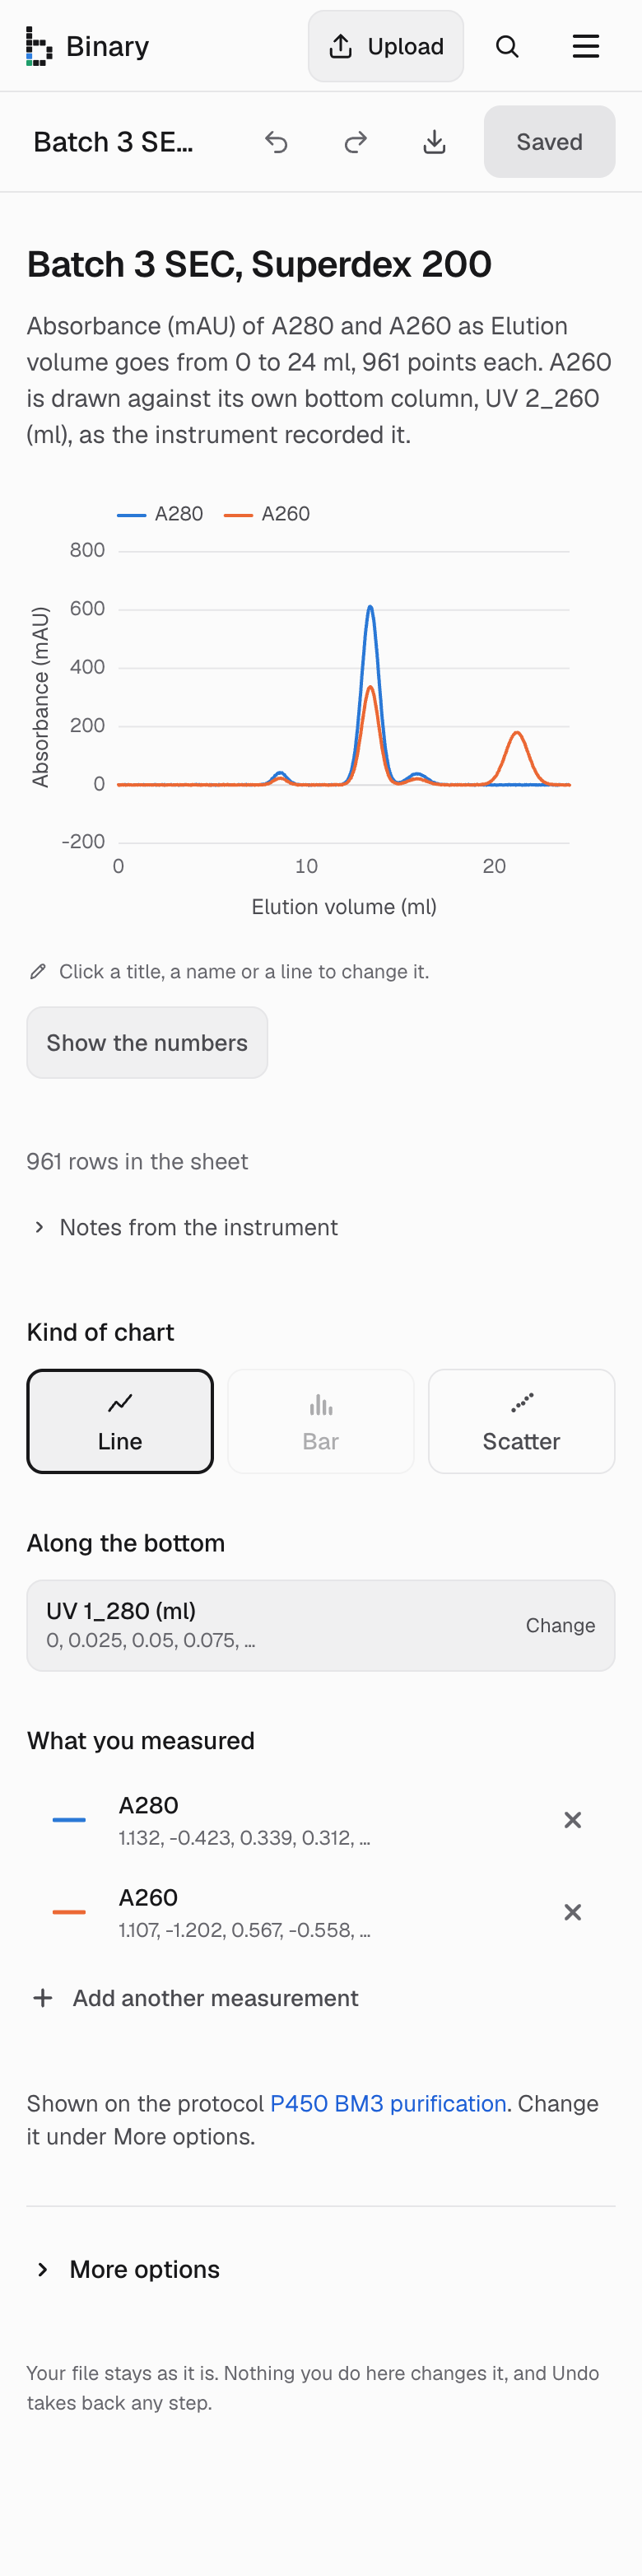 Binary
Upload
Batch 3 SE...
Saved
Batch 3 SEC, Superdex 200
Absorbance (mAU) of A280 and A260 as Elution
volume goes from 0 to 24 ml, 961 points each. A260
is drawn against its own bottom column, UV 2_260
(ml), as the instrument recorded it.
A280 A260
800
600
400
200
0
-200
Absorbance (mAU)
0 10 20
Elution volume (ml)
Click a title, a name or a line to change it.
Show the numbers
961 rows in the sheet
Notes from the instrument
Kind of chart
Line Bar Scatter
Along the bottom
UV 1_280 (ml)
0, 0.025, 0.05, 0.075, ...
Change
What you measured
A280
1.132, -0.423, 0.339, 0.312, ...
A260
1.107, -1.202, 0.567, -0.558, ...
Add another measurement
Shown on the protocol P450 BM3 purification. Change
it under More options.
More options
Your file stays as it is. Nothing you do here changes it, and Undo
takes back any step.